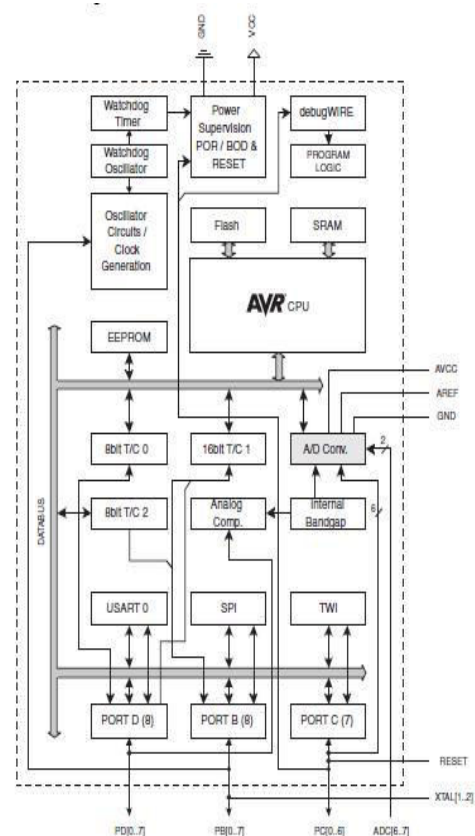 GND
VCC
Watchdog
Timer
Power
Supervision
POR / BOD &
RESET
debugWIRE
Watchdog
Oscillator
PROGRAM
LOGIC
Oscillator
Circuits /
Clock
Generation
Flash
SRAM
AVR CPU
EEPROM
AVCC
AREF
GND
8bit T/C 0
16bit T/C 1
A/D Conv.
2
DATABUS
8bit T/C 2
Analog
Comp.
Internal
Bandgap
6
USART 0
SPI
TWI
PORT D (8)
PORT B (8)
PORT C (7)
RESET
XTAL[1..2]
PD[0..7]
PB[0..7]
PC[0..6]
ADC[6..7]